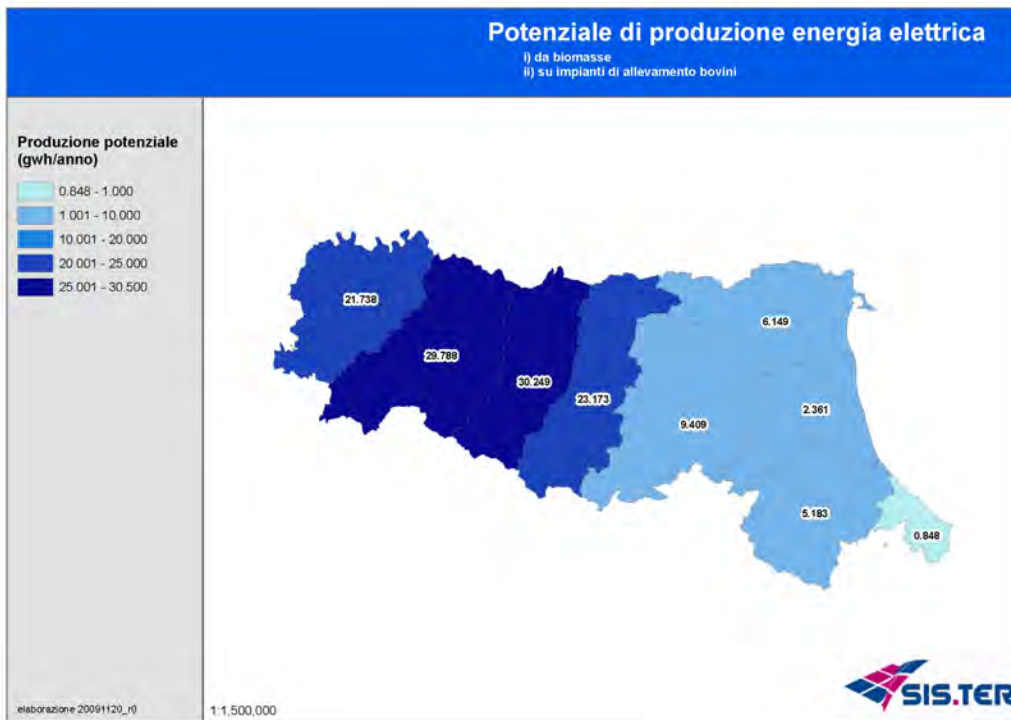 Potenziale di produzione energia elettrica
i) da biomasse
ii) su impianti di allevamento bovini
Produzione potenziale
(gwh/anno)
0.848 - 1.000
1.001 - 10.000
10.001 - 20.000
20.001 - 25.000
25.001 - 30.500
21.738
29.788
30.249
23.173
6.149
9.409
2.361
5.183
0.848
elaborazione 20091120_r0
1:1,500,000
SIS.TER